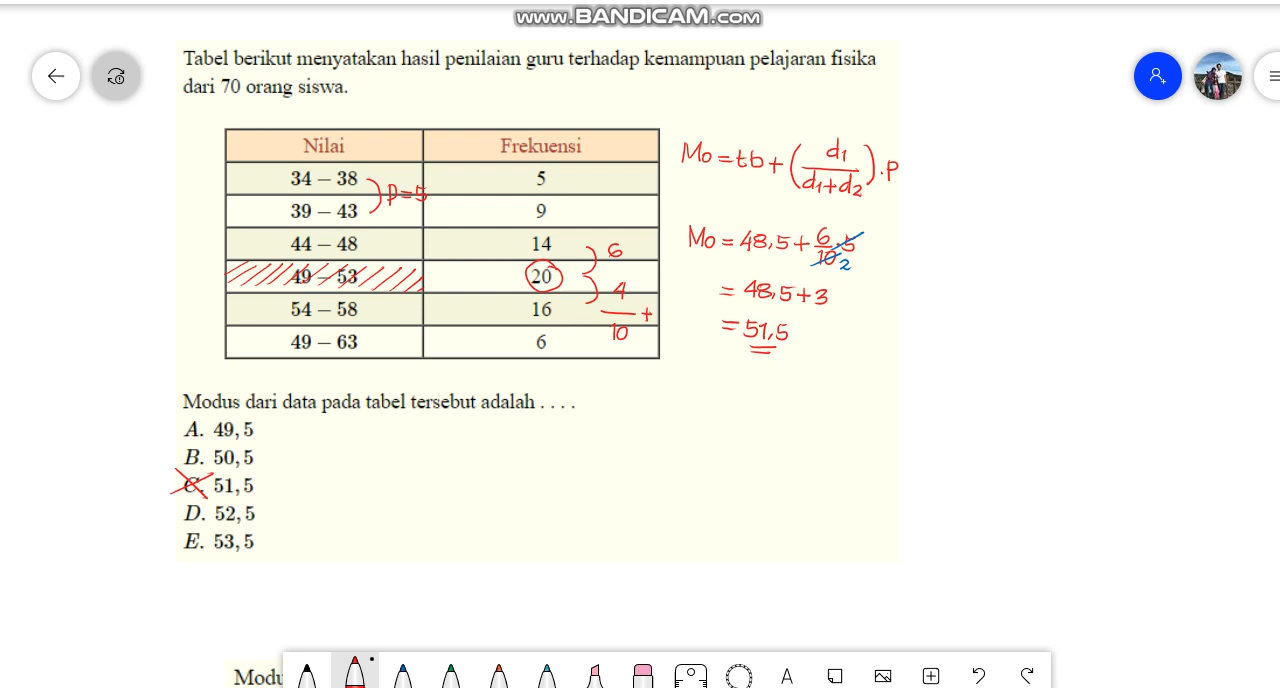 www.BANDICAM.com
Tabel berikut menyatakan hasil penilaian guru terhadap kemampuan pelajaran fisika
dari 70 orang siswa.
Nilai Frekuensi
34 – 38 5
39 – 43 9
44 – 48 14
49 – 53 20
54 – 58 16
49 – 63 6
P=5
6
4
+
10
Mo = tb + (d1/(d1+d2)).P
Mo = 48,5 + 6/10 . 5
2
= 48,5 + 3
= 51,5
Modus dari data pada tabel tersebut adalah . . . .
A. 49, 5
B. 50, 5
C. 51, 5
D. 52, 5
E. 53, 5
Modu
A